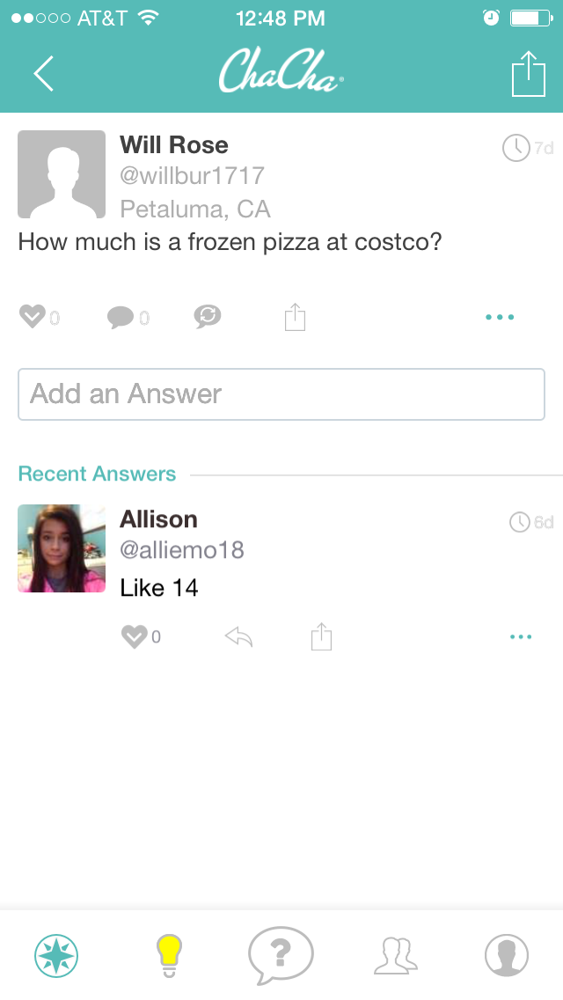 AT&T 12:48 PM
ChaCha
Will Rose 7d
@willbur1717
Petaluma, CA
How much is a frozen pizza at costco?
0 0
Add an Answer
Recent Answers
Allison 6d
@alliemo18
Like 14
0
?